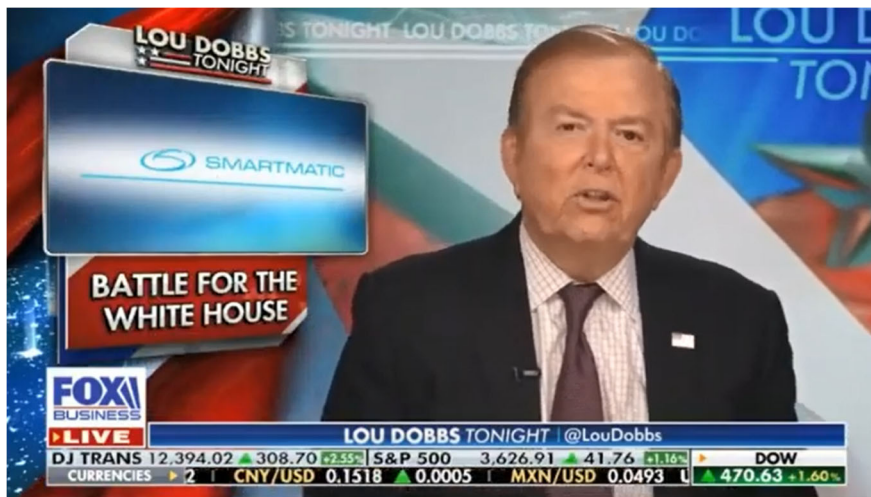 LOU DOBBS
TONIGHT
S TONIGHT LOU DOBBS TO
OU DO
LOU D
TON
SMARTMATIC
BATTLE FOR THE
WHITE HOUSE
FOX
BUSINESS
LIVE
LOU DOBBS TONIGHT @LouDobbs
DJ TRANS 12,394.02 ▲ 308.70 +2.55% S&P 500 3,626.91 ▲ 41.76 +1.16% DOW
CURRENCIES 2 CNY/USD 0.1518 ▲ 0.0005 MXN/USD 0.0493 ▲ 470.63 +1.60%